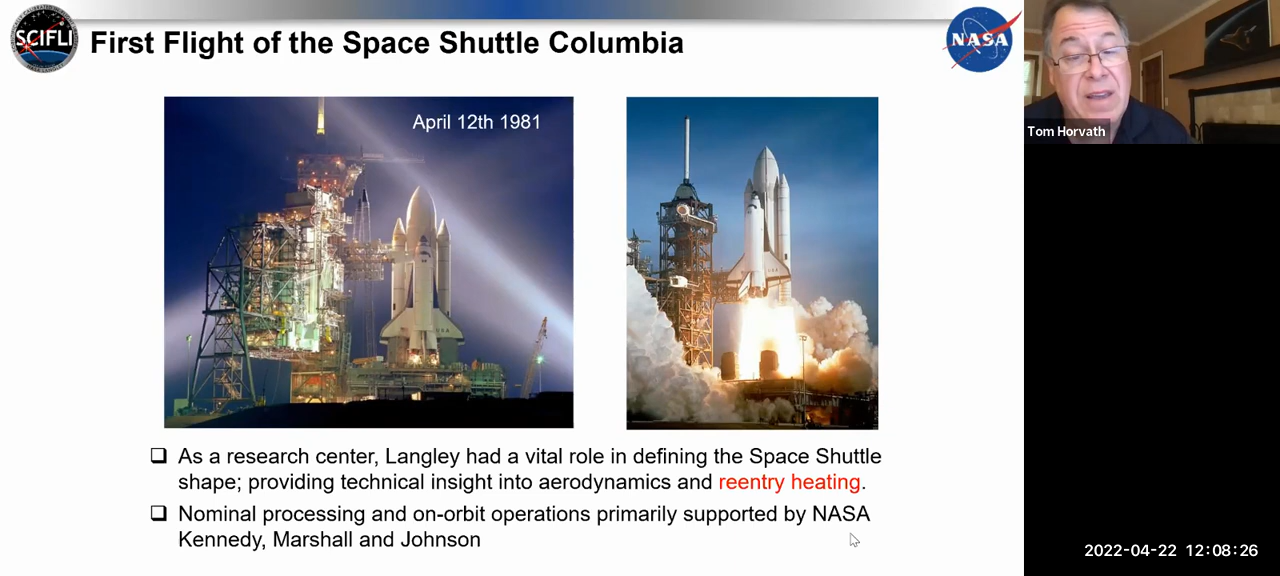 SCIFLI
First Flight of the Space Shuttle Columbia
NASA
Tom Horvath
April 12th 1981
USA
USA
❑ As a research center, Langley had a vital role in defining the Space Shuttle
shape; providing technical insight into aerodynamics and reentry heating.
❑ Nominal processing and on-orbit operations primarily supported by NASA
Kennedy, Marshall and Johnson
2022-04-22 12:08:26